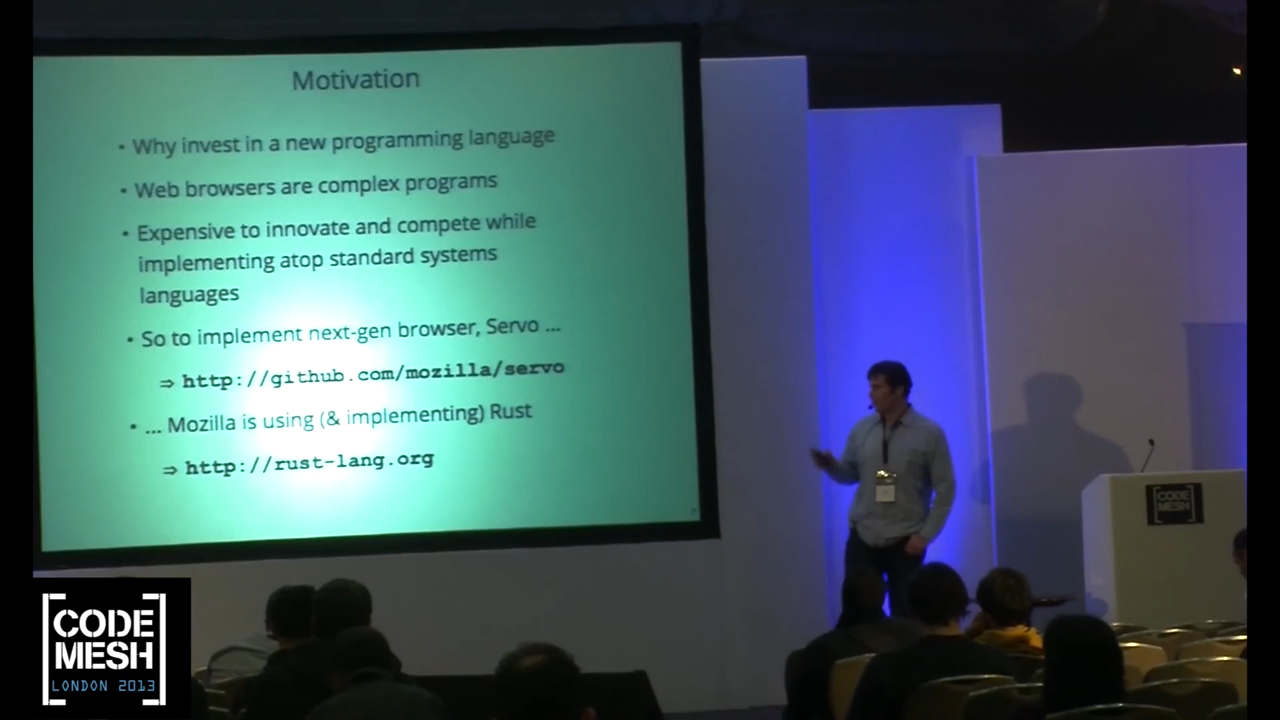 Motivation
• Why invest in a new programming language
• Web browsers are complex programs
• Expensive to innovate and compete while
implementing atop standard systems
languages
• So to implement next-gen browser, Servo ...
⇒ http://github.com/mozilla/servo
• ... Mozilla is using (& implementing) Rust
⇒ http://rust-lang.org
[CODE
MESH]
[CODE
MESH]
LONDON 2013